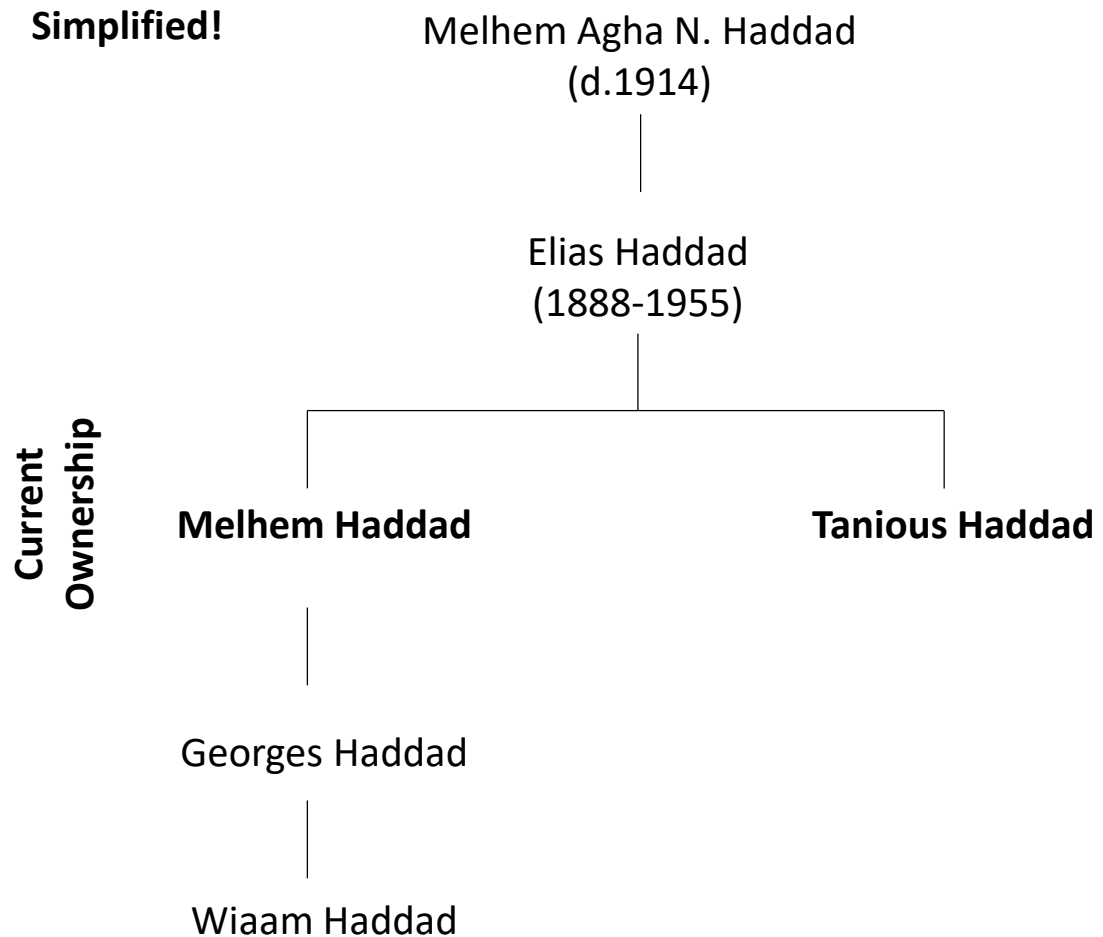 Simplified!
Melhem Agha N. Haddad
(d.1914)
Elias Haddad
(1888-1955)
Current
Ownership
Melhem Haddad
Tanious Haddad
Georges Haddad
Wiaam Haddad